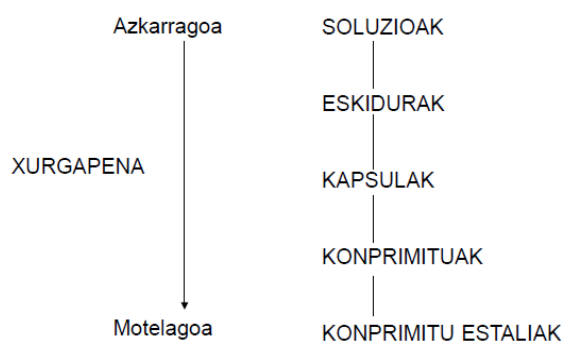 Azkarragoa SOLUZIOAK
ESKIDURAK
XURGAPENA KAPSULAK
KONPRIMITUAK
Motelagoa KONPRIMITU ESTALIAK